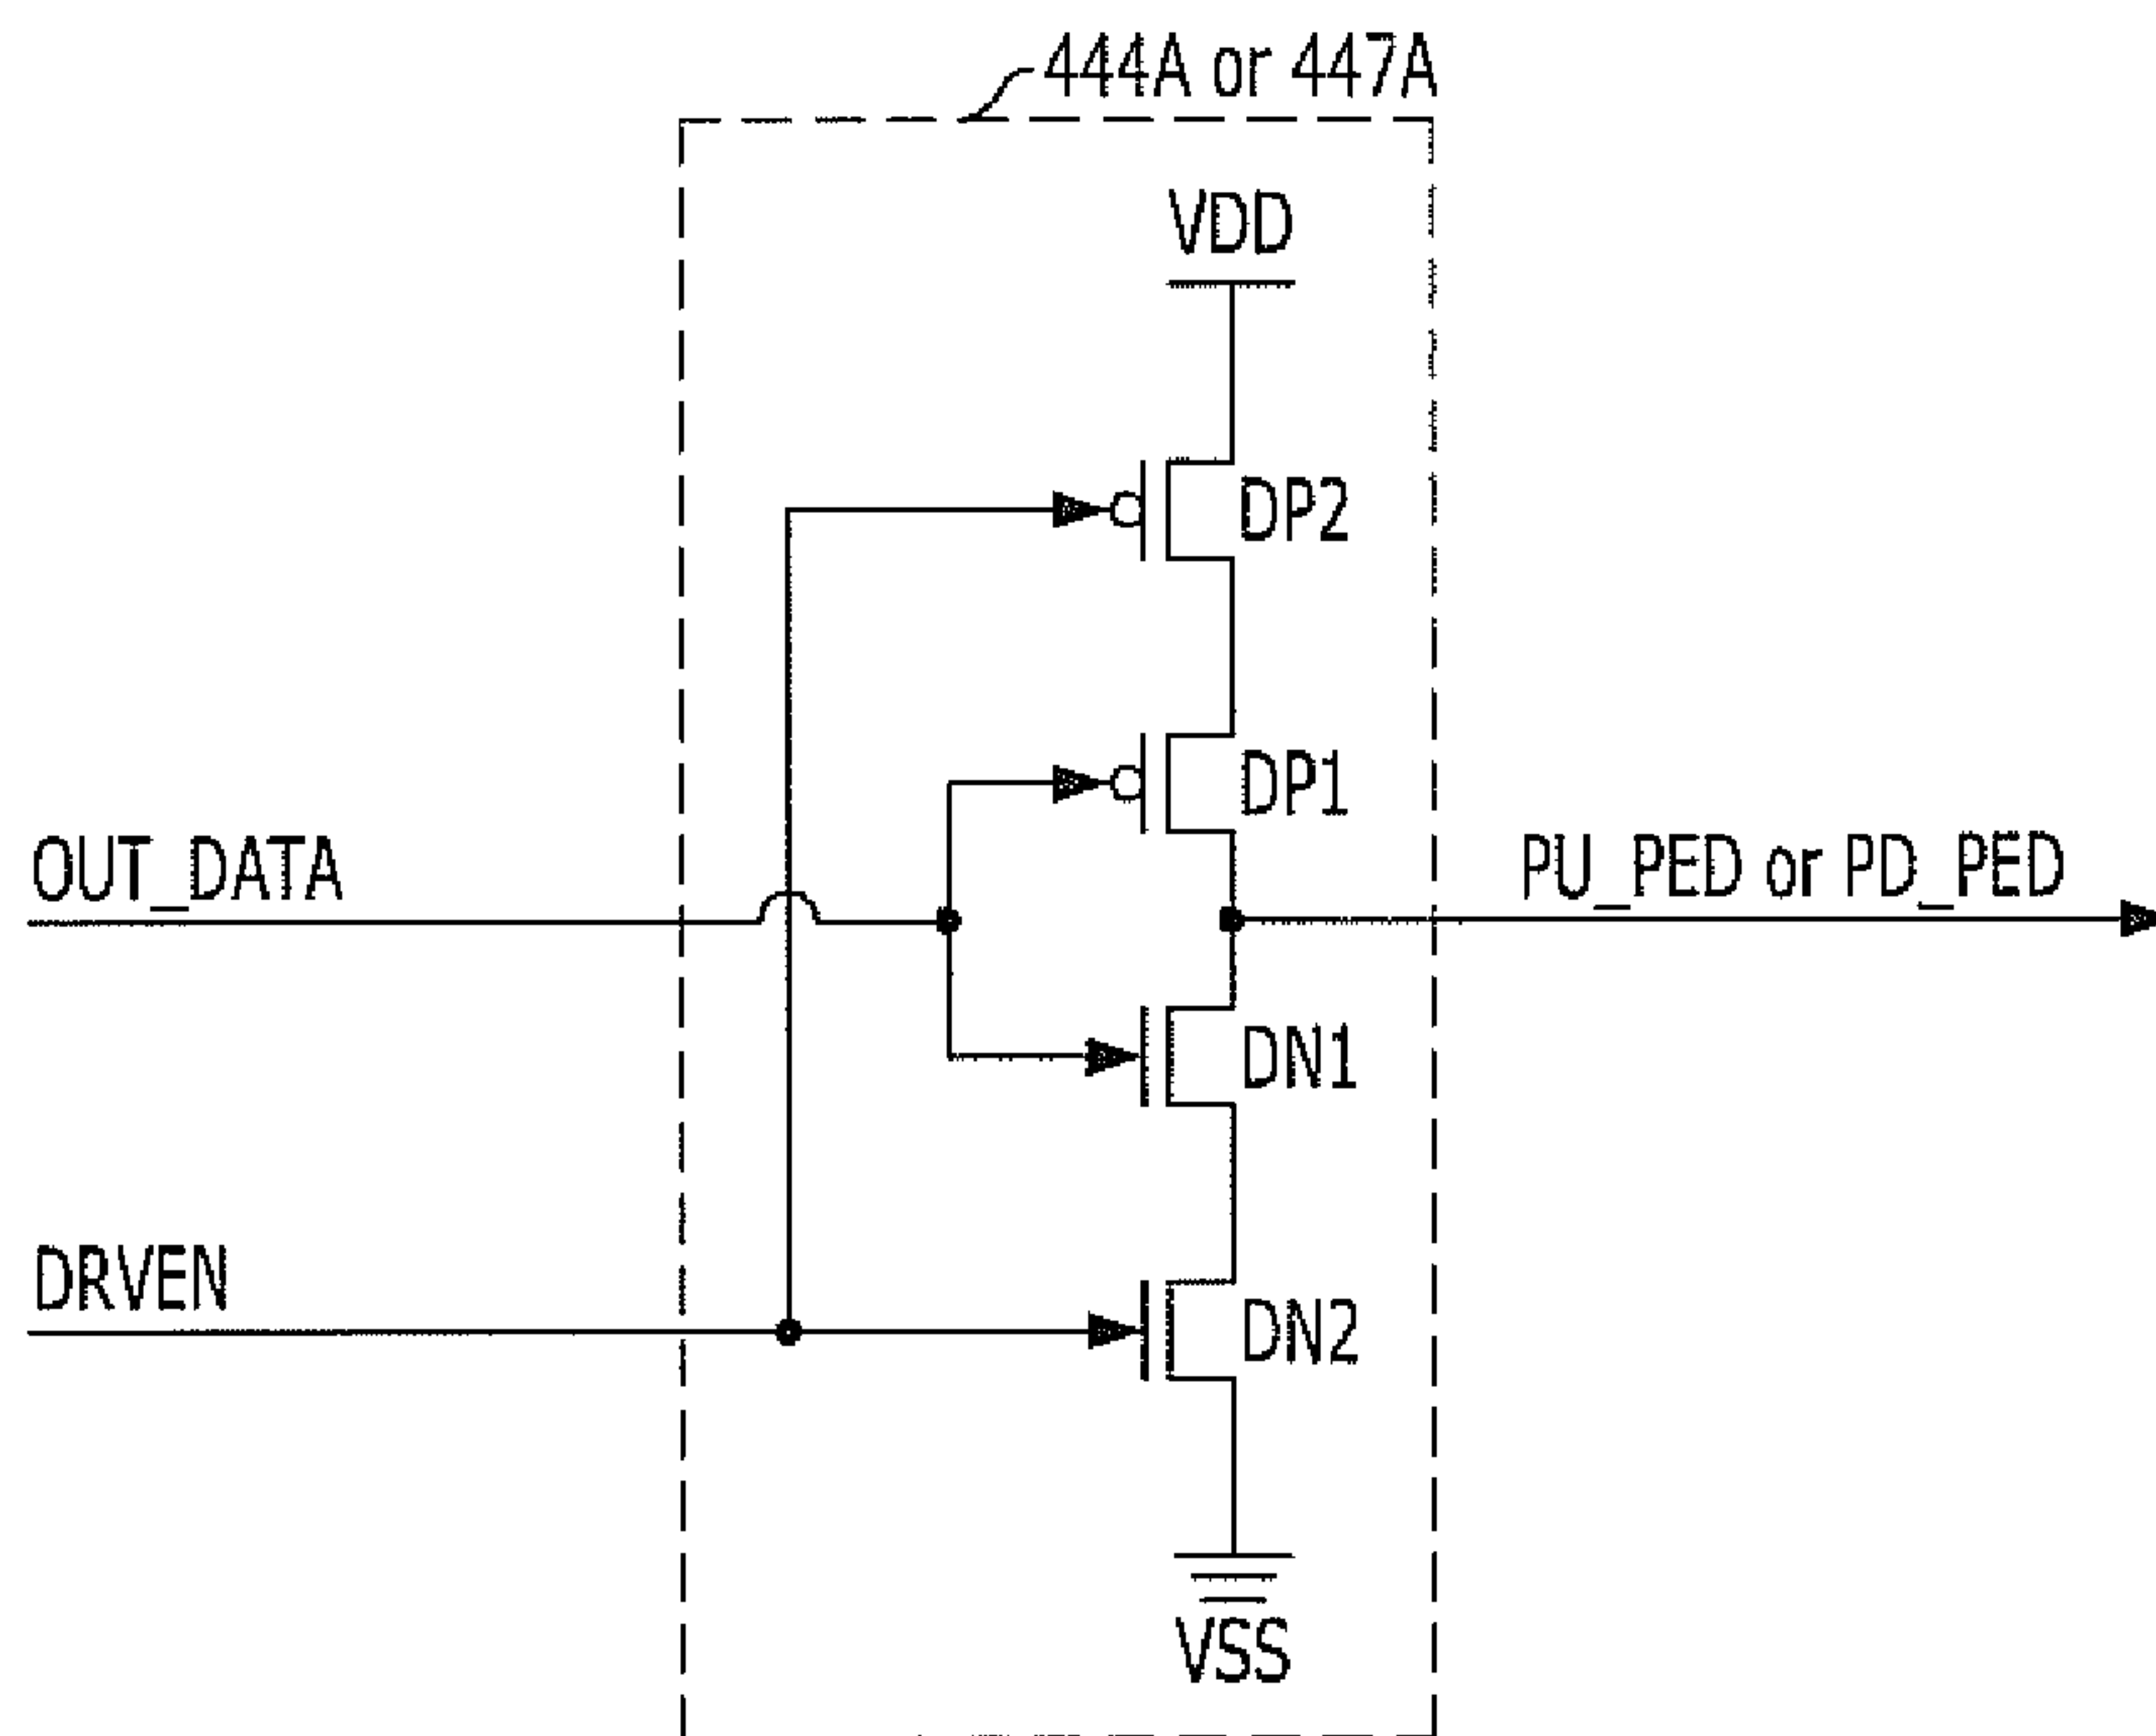 444A or 447A
VDD
DP2
DP1
OUT_DATA
PU_PED or PD_PED
DN1
DRVEN
DN2
VSS